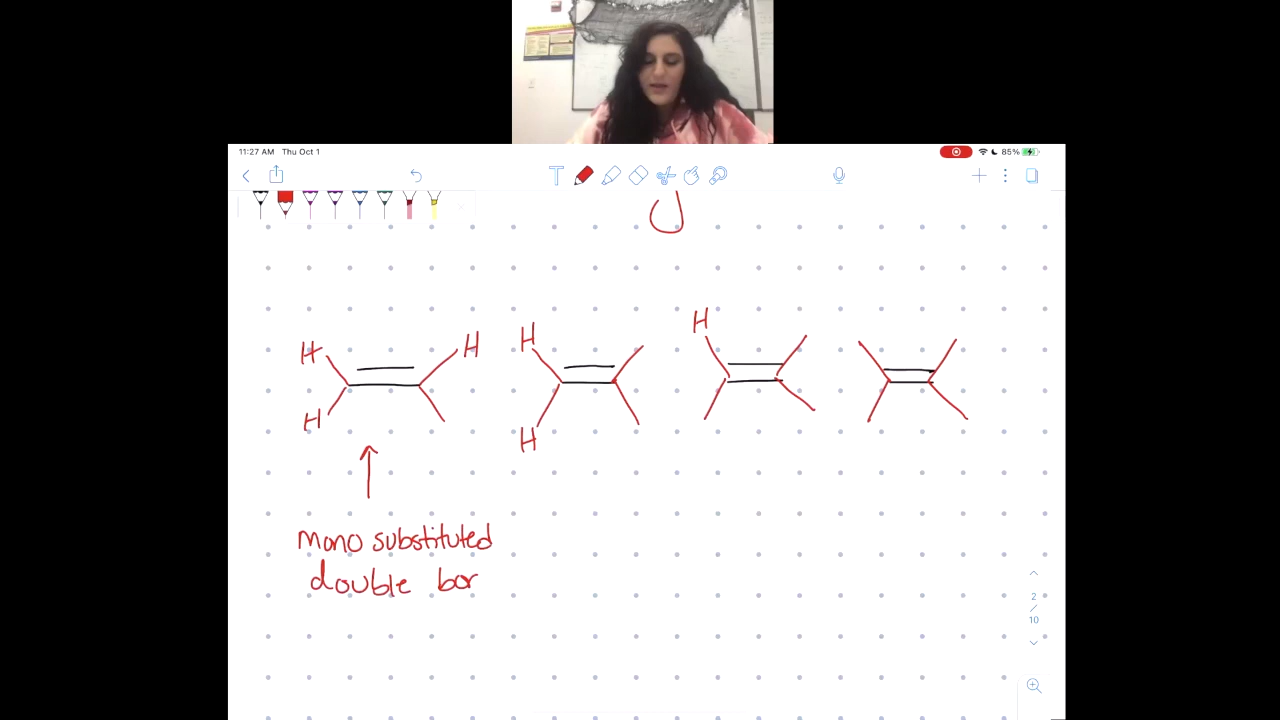 11:27 AM Thu Oct 1
85%
T
H H H H
H H
mono substituted
double bor
2
/
10